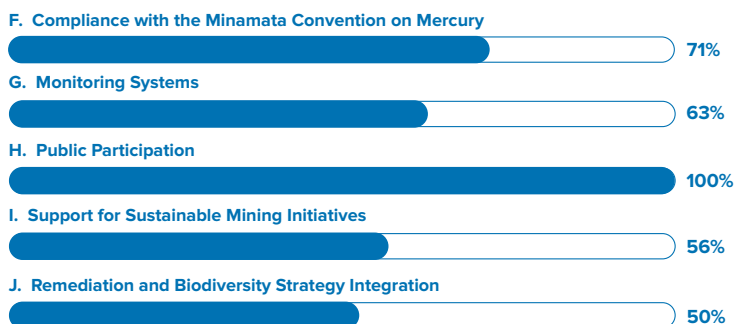 F. Compliance with the Minamata Convention on Mercury
71%
G. Monitoring Systems
63%
H. Public Participation
100%
I. Support for Sustainable Mining Initiatives
56%
J. Remediation and Biodiversity Strategy Integration
50%